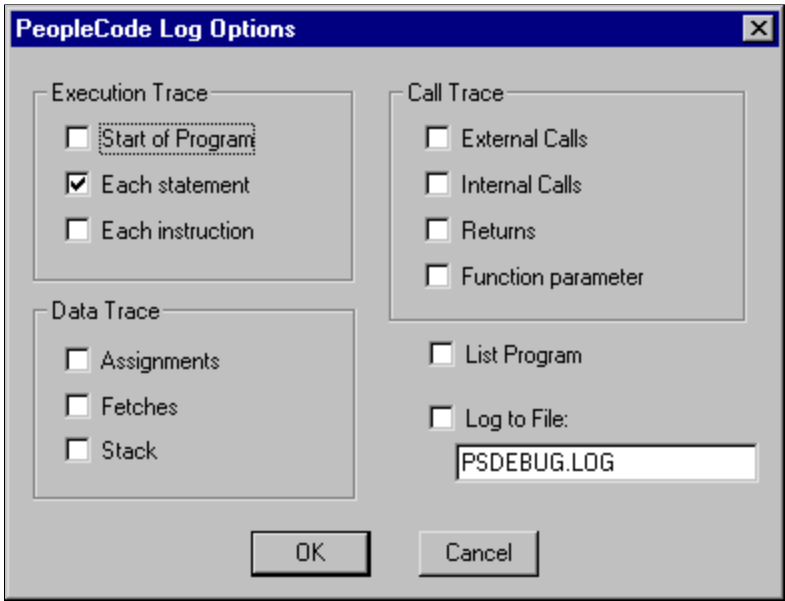 PeopleCode Log Options
Execution Trace
Start of Program
Each statement
Each instruction
Call Trace
External Calls
Internal Calls
Returns
Function parameter
Data Trace
Assignments
Fetches
Stack
List Program
Log to File:
PSDEBUG.LOG
OK
Cancel